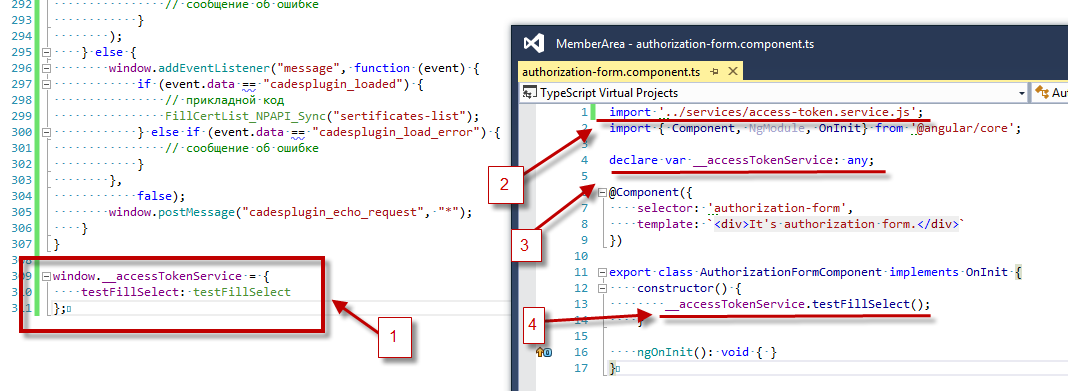 292 // сообщение об ошибке
293 }
294 );
295 } else {
296 window.addEventListener("message", function (event) {
297 if (event.data == "cadesplugin_loaded") {
298 // прикладной код
299 FillCertList_NPAPI_Sync("sertificates-list");
300 } else if (event.data == "cadesplugin_load_error") {
301 // сообщение об ошибке
302 }
303 },
304 false);
305 window.postMessage("cadesplugin_echo_request", "*");
306 }
307 }
308
309 window.__accessTokenService = {
310 testFillSelect: testFillSelect
311 };
1
MemberArea - authorization-form.component.ts
authorization-form.component.ts
TypeScript Virtual Projects
Aut
1 import '../services/access-token.service.js';
2 import { Component, NgModule, OnInit} from '@angular/core';
3
4 declare var __accessTokenService: any;
5
6 @Component({
7 selector: 'authorization-form',
8 template: `<div>It's authorization form.</div>`
9 })
10
11 export class AuthorizationFormComponent implements OnInit {
12 constructor() {
13 __accessTokenService.testFillSelect();
14 }
15
16 ngOnInit(): void { }
17 }
2
3
4